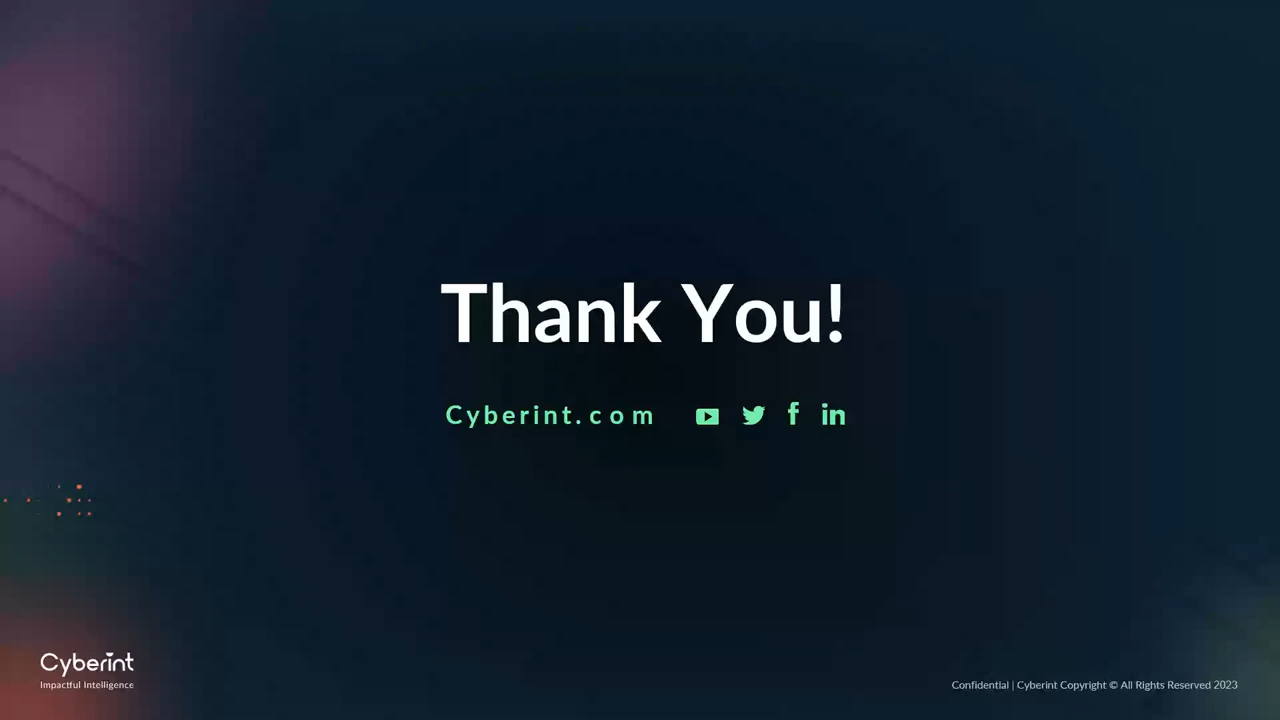 Thank You!
Cyberint.com
Cyberint
Impactful Intelligence
Confidential | Cyberint Copyright © All Rights Reserved 2023